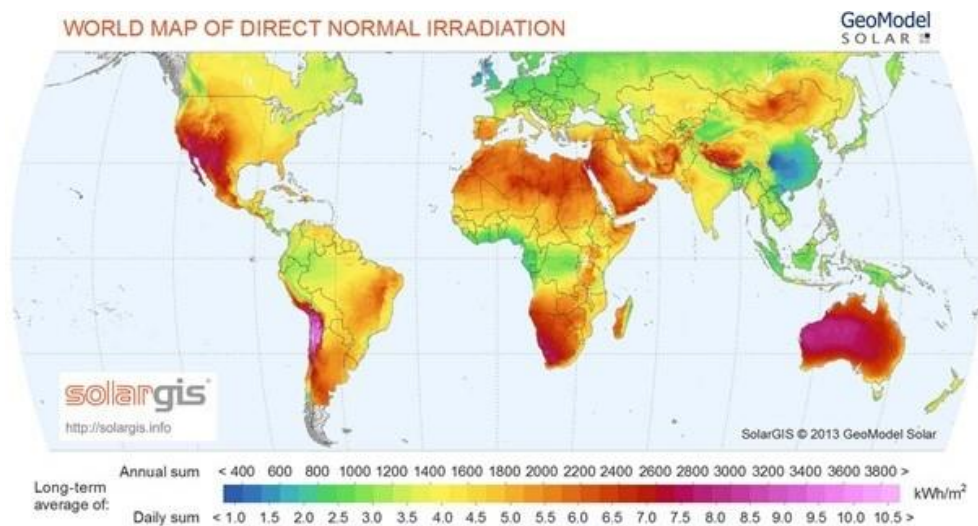 WORLD MAP OF DIRECT NORMAL IRRADIATION
GeoModel
SOLAR
solargis
http://solargis.info
SolarGIS © 2013 GeoModel Solar
Annual sum < 400 600 800 1000 1200 1400 1600 1800 2000 2200 2400 2600 2800 3000 3200 3400 3600 3800 >
Long-term
average of:
kWh/m²
Daily sum < 1.0 1.5 2.0 2.5 3.0 3.5 4.0 4.5 5.0 5.5 6.0 6.5 7.0 7.5 8.0 8.5 9.0 9.5 10.0 10.5 >